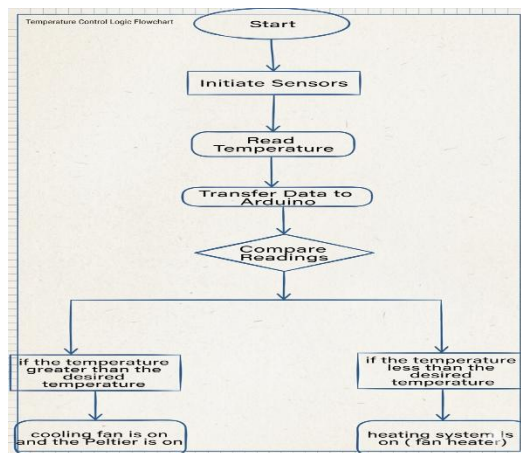 Temperature Control Logic Flowchart
Start
Initiate Sensors
Read
Temperature
Transfer Data to
Arduino
Compare
Readings
if the temperature
greater than the
desired
temperature
if the temperature
less than the
desired
temperature
cooling fan is on
and the Peltier is on
heating system is
on ( fan heater)